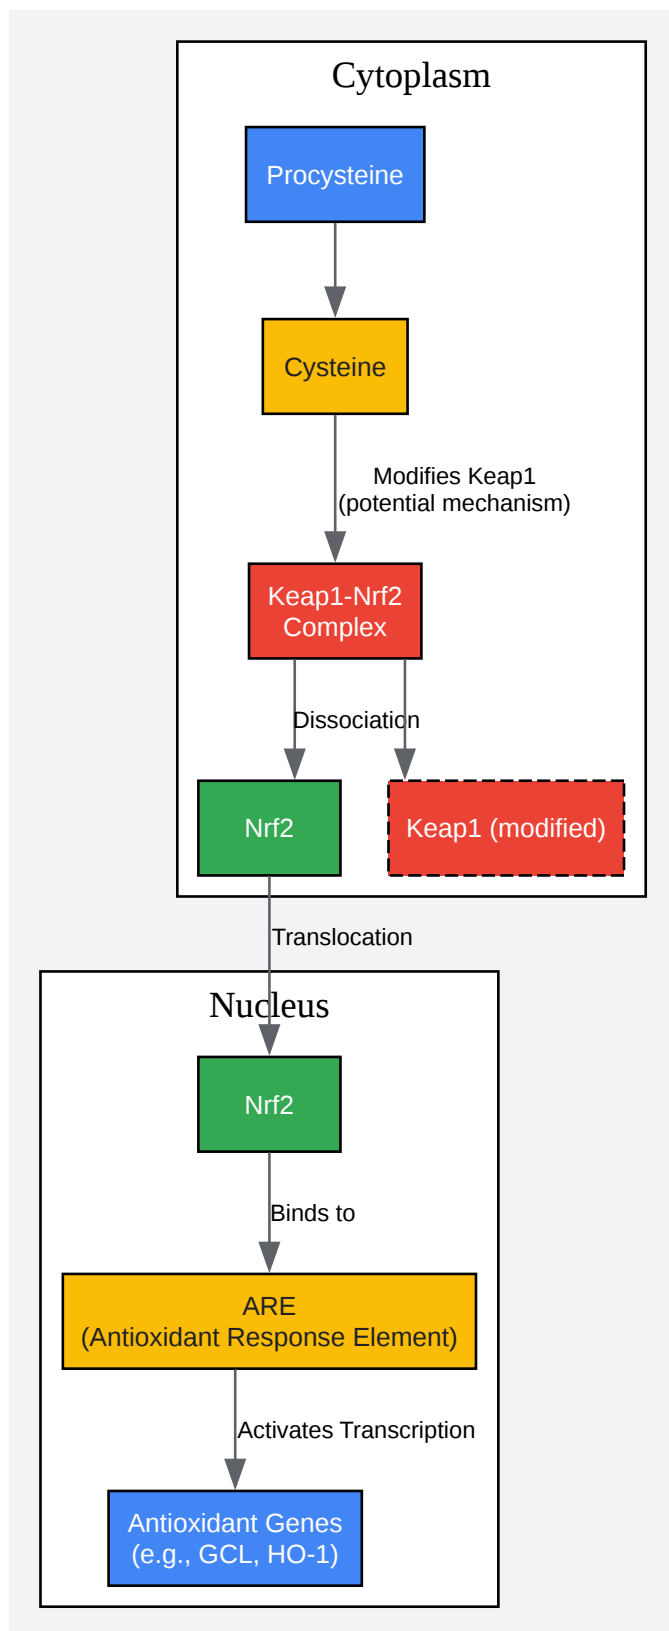 Cytoplasm
Procysteine
Cysteine
Modifies Keap1
(potential mechanism)
Keap1-Nrf2
Complex
Dissociation
Nrf2
Keap1 (modified)
Translocation
Nucleus
Nrf2
Binds to
ARE
(Antioxidant Response Element)
Activates Transcription
Antioxidant Genes
(e.g., GCL, HO-1)